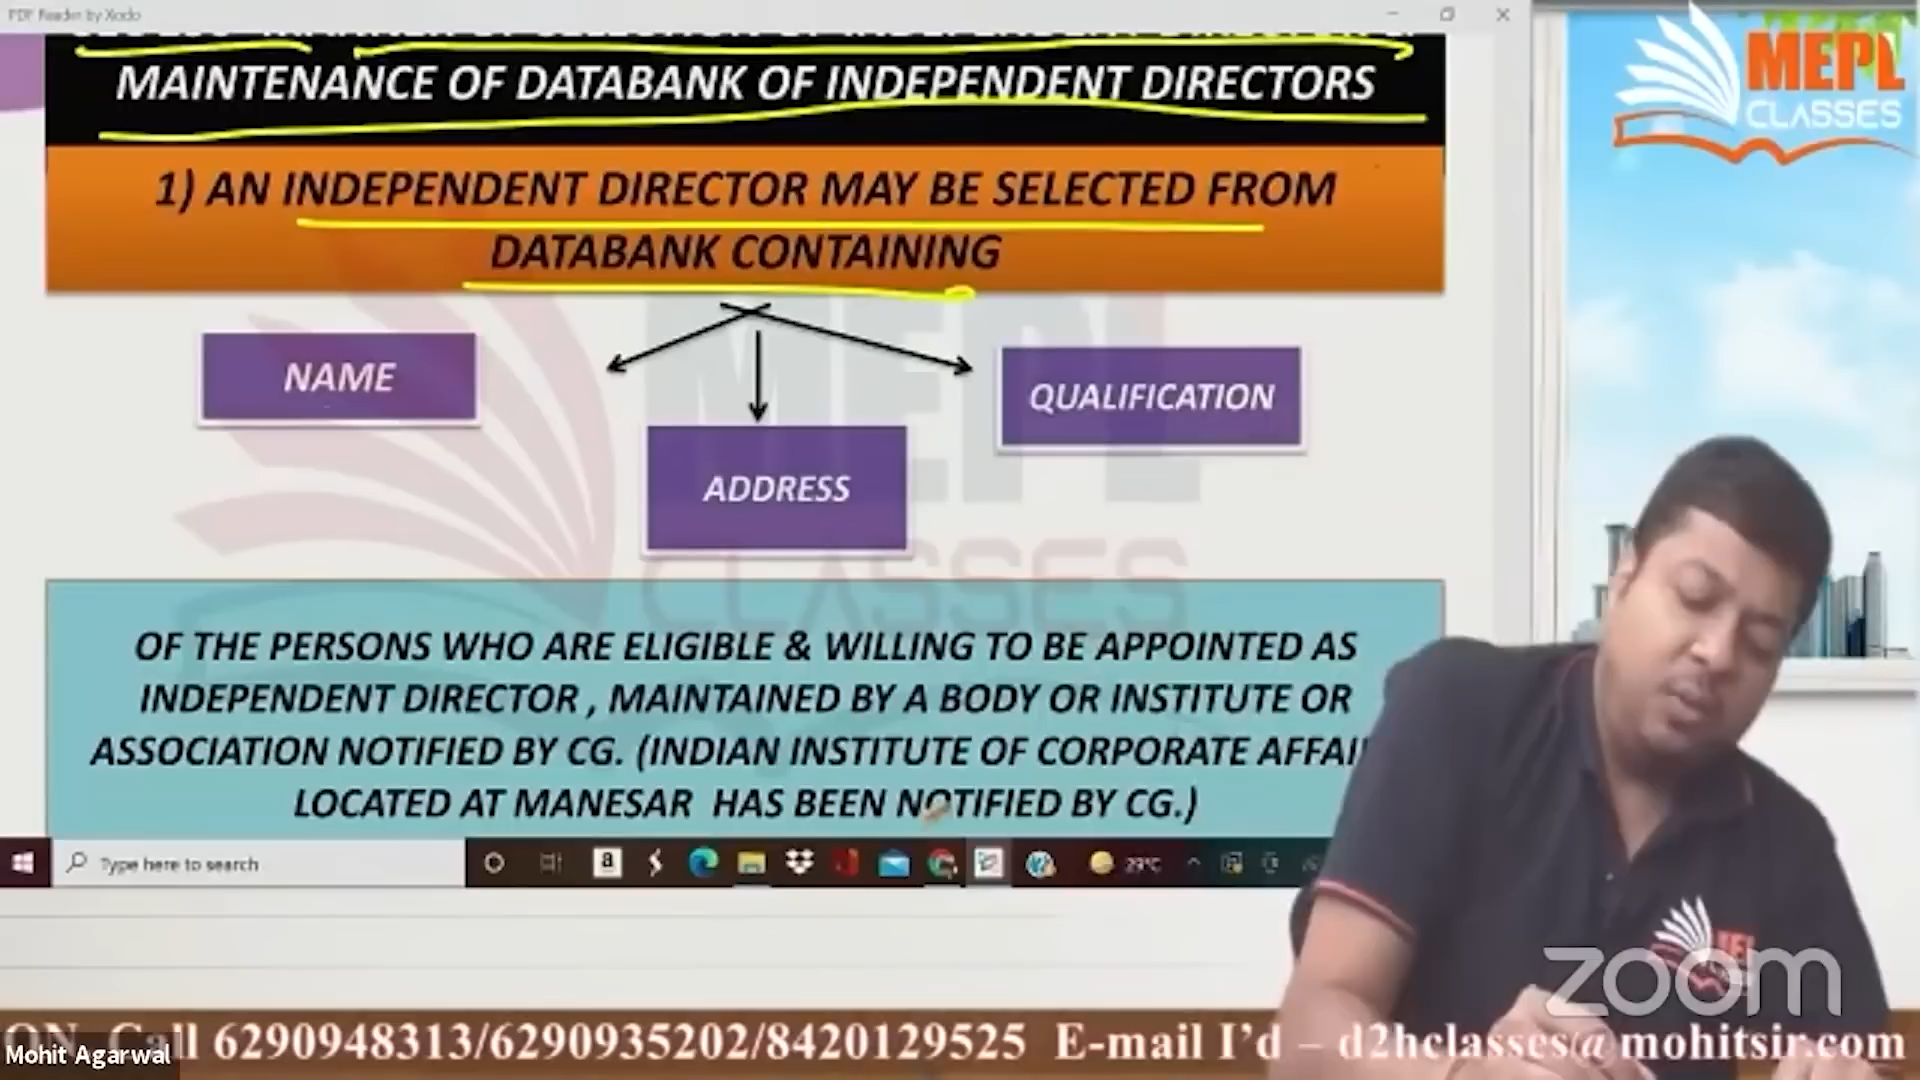 PDF Reader by Xodo
MEPL
CLASSES
MAINTENANCE OF DATABANK OF INDEPENDENT DIRECTORS
1) AN INDEPENDENT DIRECTOR MAY BE SELECTED FROM
DATABANK CONTAINING
NAME
ADDRESS
QUALIFICATION
MEPL
CLASSES
OF THE PERSONS WHO ARE ELIGIBLE & WILLING TO BE APPOINTED AS
INDEPENDENT DIRECTOR , MAINTAINED BY A BODY OR INSTITUTE OR
ASSOCIATION NOTIFIED BY CG. (INDIAN INSTITUTE OF CORPORATE AFFAI
LOCATED AT MANESAR HAS BEEN NOTIFIED BY CG.)
Type here to search
29°C
zoom
ON Call 6290948313/6290935202/8420129525 E-mail I'd – d2hclasses@mohitsir.com
Mohit Agarwal